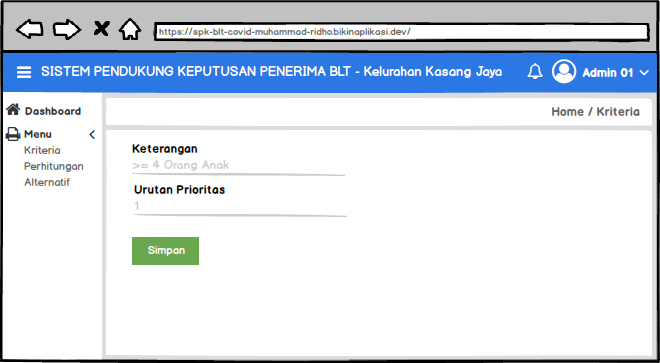 https://spk-blt-covid-muhammad-ridho.bikinaplikasi.dev/
SISTEM PENDUKUNG KEPUTUSAN PENERIMA BLT - Kelurahan Kasang Jaya
Admin 01
Dashboard
Home / Kriteria
Menu
Kriteria
Perhitungan
Alternatif
Keterangan
>= 4 Orang Anak
Urutan Prioritas
1
Simpan